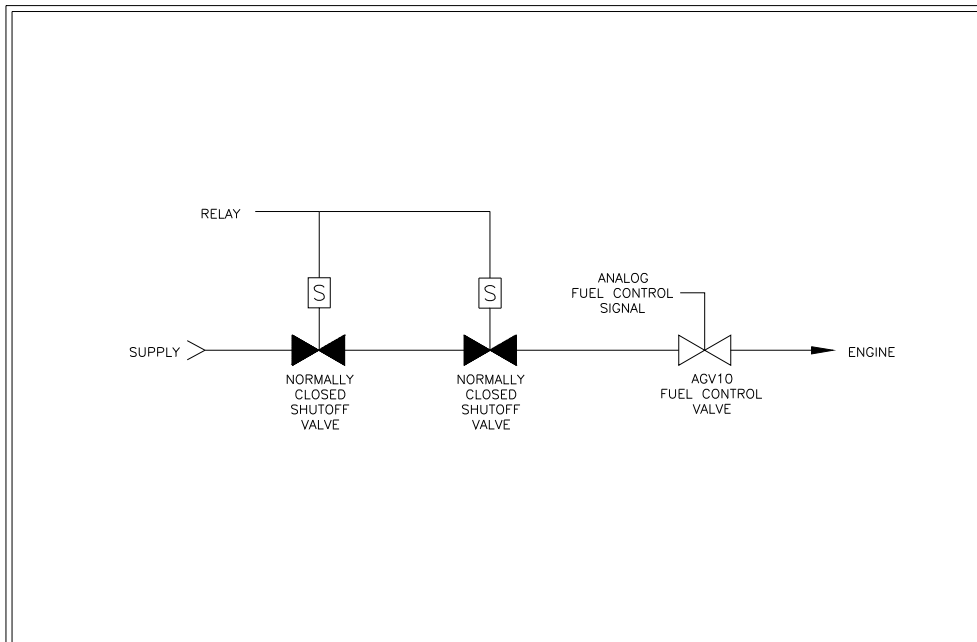 RELAY
S
S
ANALOG
FUEL CONTROL
SIGNAL
SUPPLY
ENGINE
NORMALLY
CLOSED
SHUTOFF
VALVE
NORMALLY
CLOSED
SHUTOFF
VALVE
AGV10
FUEL CONTROL
VALVE